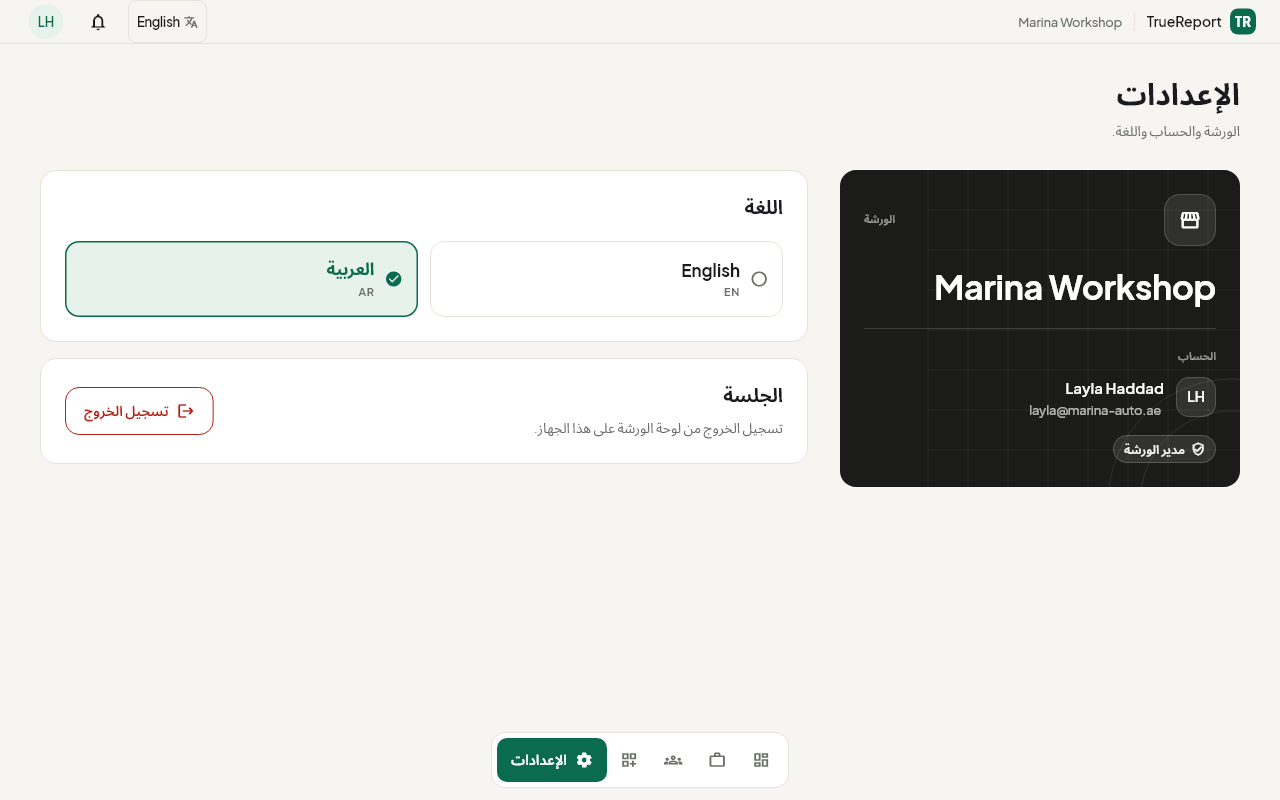 TR TrueReport Marina Workshop
English
LH
الإعدادات
الورشة والحساب واللغة.
الورشة
Marina Workshop
الحساب
LH Layla Haddad
layla@marina-auto.ae
مدير الورشة
اللغة
English
EN
العربية
AR
الجلسة
تسجيل الخروج من لوحة الورشة على هذا الجهاز.
تسجيل الخروج
الإعدادات